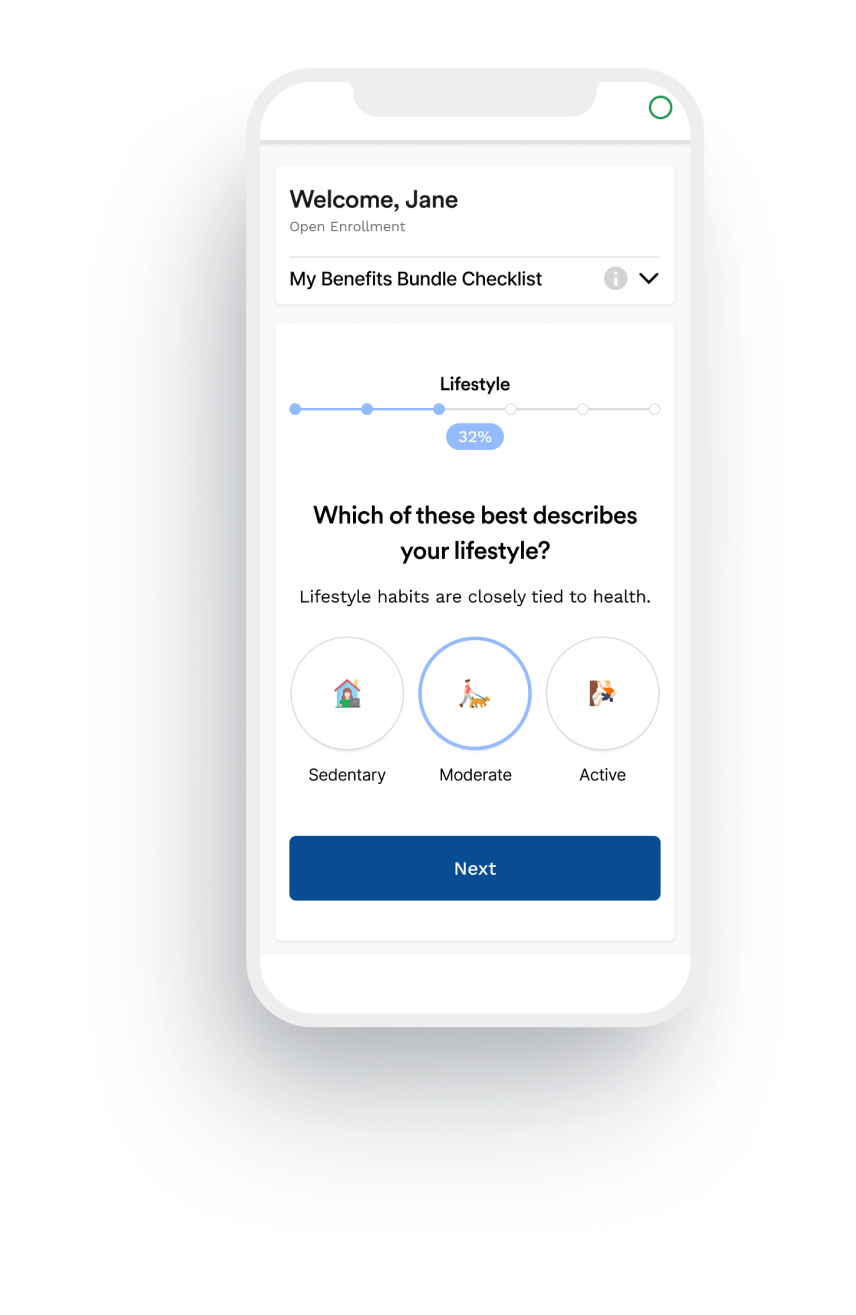 Welcome, Jane
Open Enrollment
My Benefits Bundle Checklist
Lifestyle
32%
Which of these best describes
your lifestyle?
Lifestyle habits are closely tied to health.
Sedentary Moderate Active
Next